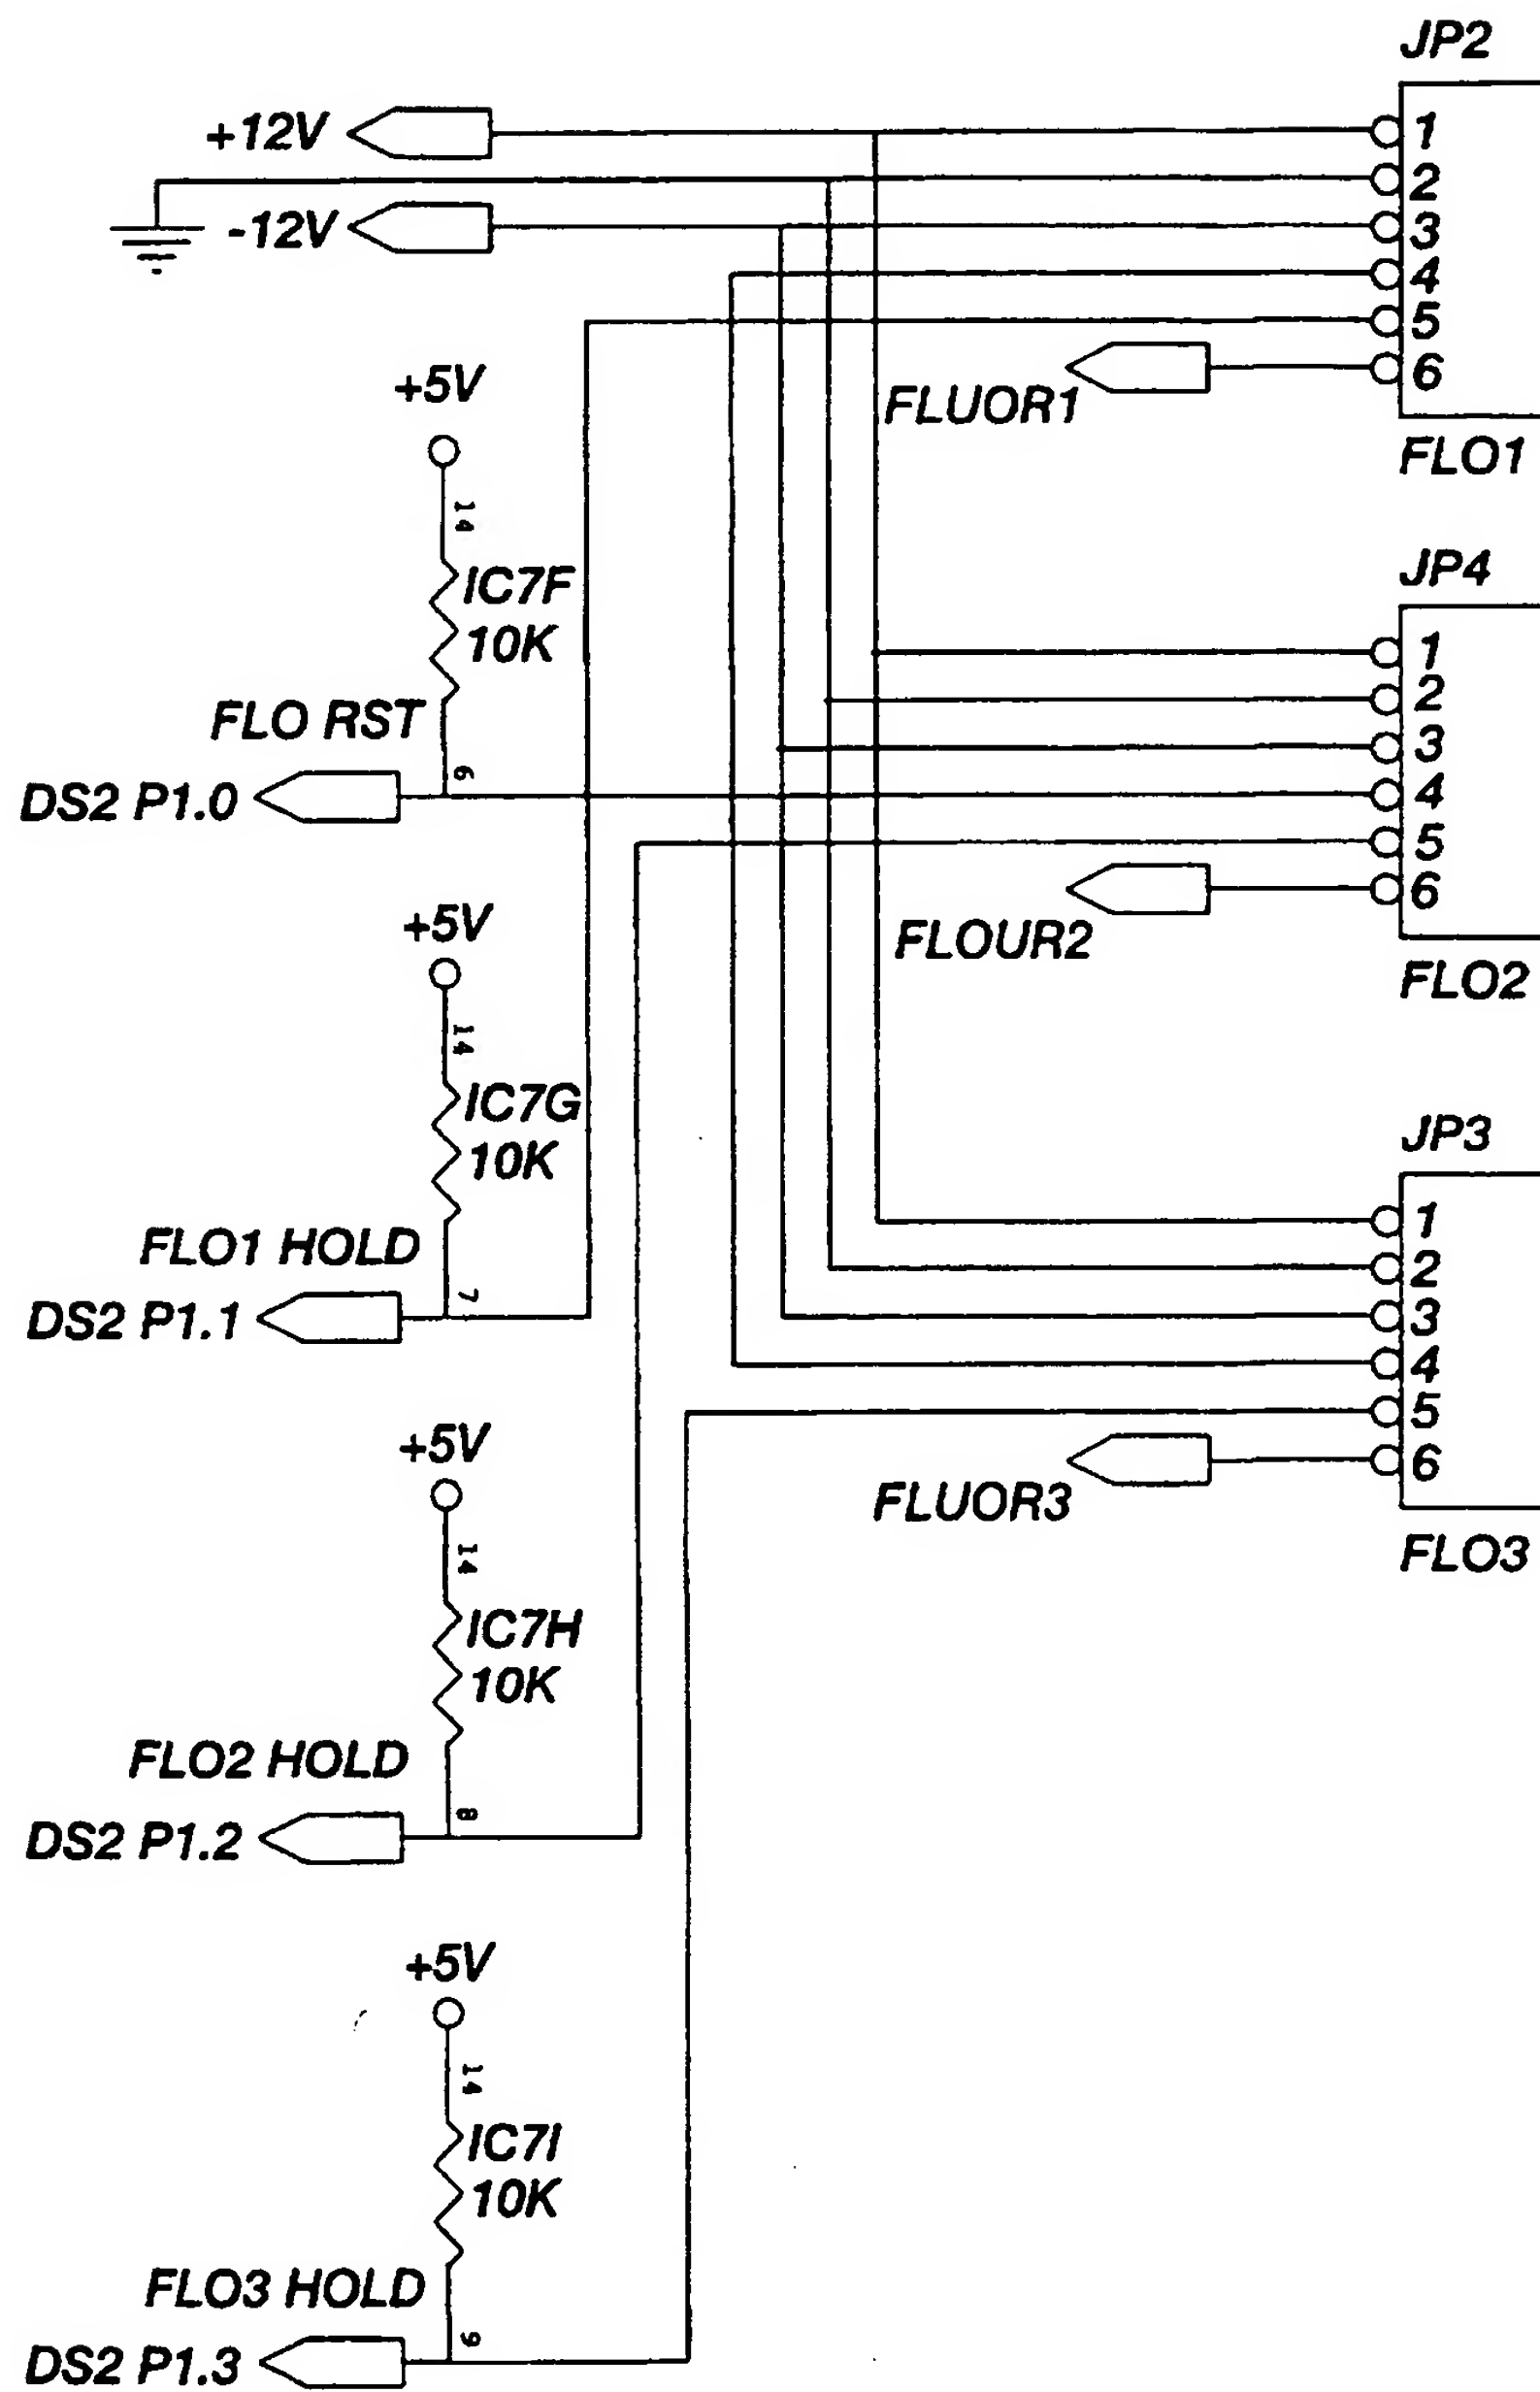 JP2
+12V
1
2
-12V
3
4
5
6
FLUOR1
FLO1
+5V
14
IC7F
10K
FLO RST
6
DS2 P1.0
JP4
1
2
3
4
5
6
FLOUR2
FLO2
+5V
14
IC7G
10K
FLO1 HOLD
7
DS2 P1.1
JP3
1
2
3
4
5
6
FLUOR3
FLO3
+5V
14
IC7H
10K
FLO2 HOLD
8
DS2 P1.2
+5V
14
IC7I
10K
FLO3 HOLD
9
DS2 P1.3